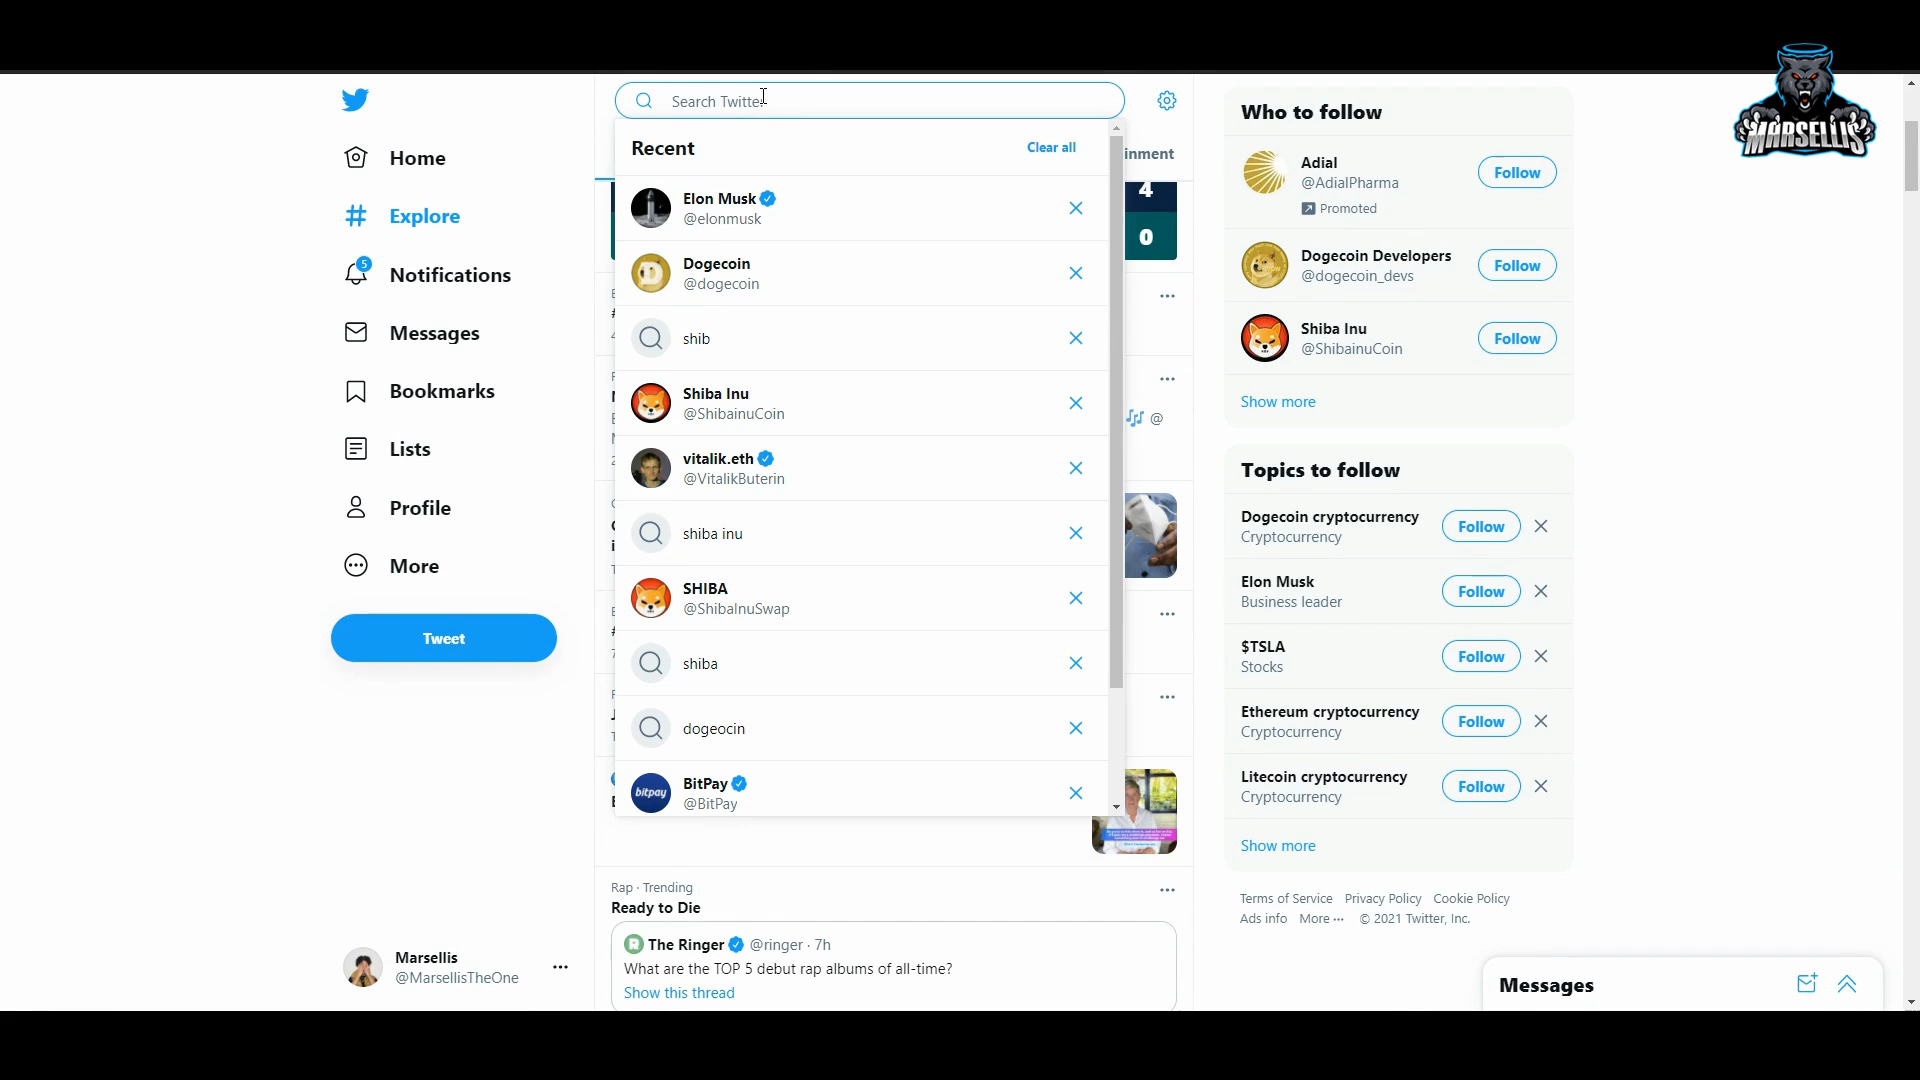 MARSELLIS
Home
Explore
5
Notifications
Messages
Bookmarks
Lists
Profile
More
Tweet
Marsellis
@MarsellisTheOne
Search Twitter
Recent
Clear all
Elon Musk
@elonmusk
Dogecoin
@dogecoin
shib
Shiba Inu
@ShibainuCoin
vitalik.eth
@VitalikButerin
shiba inu
SHIBA
@ShibaInuSwap
shiba
dogeocin
bitpay
BitPay
@BitPay
inment
4
0
@
Rap · Trending
Ready to Die
The Ringer @ringer · 7h
What are the TOP 5 debut rap albums of all-time?
Show this thread
Who to follow
Adial
@AdialPharma
Promoted
Follow
Dogecoin Developers
@dogecoin_devs
Follow
Shiba Inu
@ShibainuCoin
Follow
Show more
Topics to follow
Dogecoin cryptocurrency
Cryptocurrency
Follow
Elon Musk
Business leader
Follow
$TSLA
Stocks
Follow
Ethereum cryptocurrency
Cryptocurrency
Follow
Litecoin cryptocurrency
Cryptocurrency
Follow
Show more
Terms of Service Privacy Policy Cookie Policy
Ads info More ··· © 2021 Twitter, Inc.
Messages